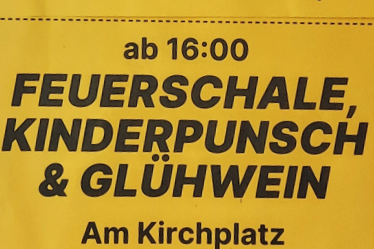 ab 16:00
FEUERSCHALE,
KINDERPUNSCH
& GLÜHWEIN
Am Kirchplatz